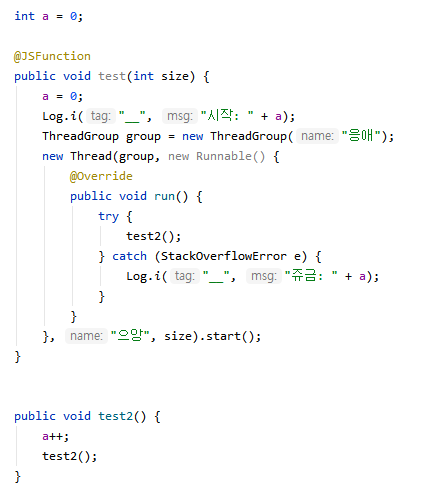 int a = 0;
@JSFunction
public void test(int size) {
a = 0;
Log.i( tag: "__", msg: "시작: " + a);
ThreadGroup group = new ThreadGroup( name: "응애");
new Thread(group, new Runnable() {
@Override
public void run() {
try {
test2();
} catch (StackOverflowError e) {
Log.i( tag: "__", msg: "쥬금: " + a);
}
}
}, name: "으앙", size).start();
}
public void test2() {
a++;
test2();
}